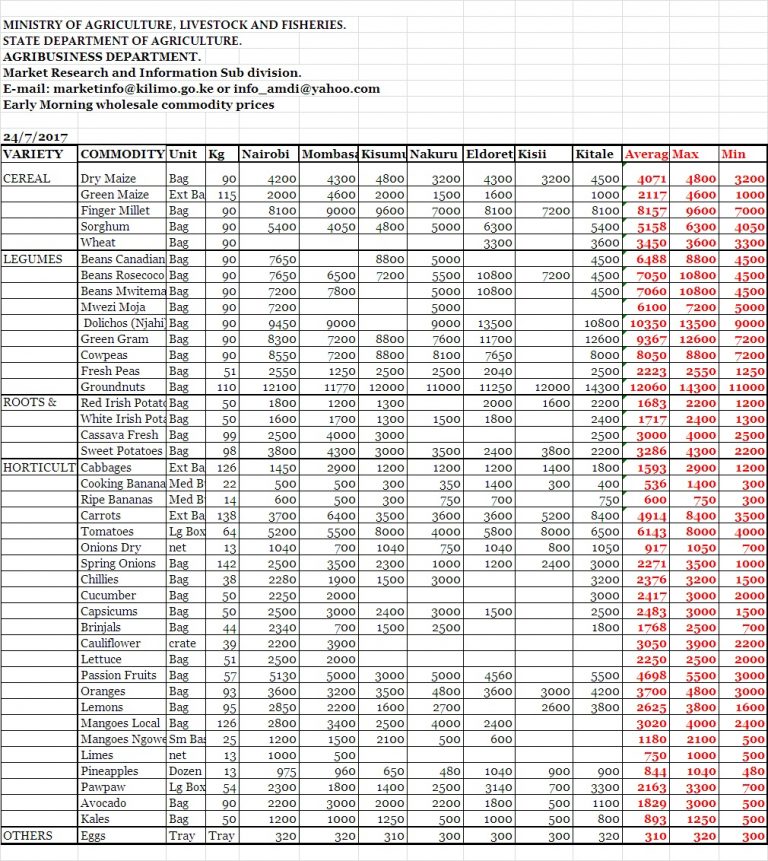 MINISTRY OF AGRICULTURE, LIVESTOCK AND FISHERIES.
STATE DEPARTMENT OF AGRICULTURE.
AGRIBUSINESS DEPARTMENT.
Market Research and Information Sub division.
E-mail: marketinfo@kilimo.go.ke or info_amdi@yahoo.com
Early Morning wholesale commodity prices
24/7/2017
VARIETY COMMODITY Unit Kg Nairobi Mombasa Kisumu Nakuru Eldoret Kisii Kitale Averag Max Min
CEREAL Dry Maize Bag 90 4200 4300 4800 3200 4300 3200 4500 4071 4800 3200
Green Maize Ext Ba 115 2000 4600 2000 1500 1600 1000 2117 4600 1000
Finger Millet Bag 90 8100 9000 9600 7000 8100 7200 8100 8157 9600 7000
Sorghum Bag 90 5400 4050 4800 5000 6300 5400 5158 6300 4050
Wheat Bag 90 3300 3600 3450 3600 3300
LEGUMES Beans Canadian Bag 90 7650 8800 5000 4500 6488 8800 4500
Beans Rosecoco Bag 90 7650 6500 7200 5500 10800 7200 4500 7050 10800 4500
Beans Mwitema Bag 90 7200 7800 5000 10800 4500 7060 10800 4500
Mwezi Moja Bag 90 7200 5000 6100 7200 5000
Dolichos (Njahi) Bag 90 9450 9000 9000 13500 10800 10350 13500 9000
Green Gram Bag 90 8300 7200 8800 7600 11700 12600 9367 12600 7200
Cowpeas Bag 90 8550 7200 8800 8100 7650 8000 8050 8800 7200
Fresh Peas Bag 51 2550 1250 2500 2500 2040 2500 2223 2550 1250
Groundnuts Bag 110 12100 11770 12000 11000 11250 12000 14300 12060 14300 11000
ROOTS & Red Irish Potato Bag 50 1800 1200 1300 2000 1600 2200 1683 2200 1200
White Irish Pota Bag 50 1600 1700 1300 1500 1800 2400 1717 2400 1300
Cassava Fresh Bag 99 2500 4000 3000 2500 3000 4000 2500
Sweet Potatoes Bag 98 3800 4300 3000 3500 2400 3800 2200 3286 4300 2200
HORTICULT Cabbages Ext Ba 126 1450 2900 1200 1200 1200 1400 1800 1593 2900 1200
Cooking Banana Med B 22 500 500 300 350 1400 300 400 536 1400 300
Ripe Bananas Med B 14 600 500 300 750 700 750 600 750 300
Carrots Ext Ba 138 3700 6400 3500 3600 3600 5200 8400 4914 8400 3500
Tomatoes Lg Box 64 5200 5500 8000 4000 5800 8000 6500 6143 8000 4000
Onions Dry net 13 1040 700 1040 750 1040 800 1050 917 1050 700
Spring Onions Bag 142 2500 3500 2300 1000 1200 2400 3000 2271 3500 1000
Chillies Bag 38 2280 1900 1500 3000 3200 2376 3200 1500
Cucumber Bag 50 2250 2000 3000 2417 3000 2000
Capsicums Bag 50 2500 3000 2400 3000 1500 2500 2483 3000 1500
Brinjals Bag 44 2340 700 1500 2500 1800 1768 2500 700
Cauliflower crate 39 2200 3900 3050 3900 2200
Lettuce Bag 51 2500 2000 2250 2500 2000
Passion Fruits Bag 57 5130 5000 3000 5000 4560 5500 4698 5500 3000
Oranges Bag 93 3600 3200 3500 4800 3600 3000 4200 3700 4800 3000
Lemons Bag 95 2850 2200 1600 2700 2600 3800 2625 3800 1600
Mangoes Local Bag 126 2800 3400 2500 4000 2400 3020 4000 2400
Mangoes Ngowe Sm Bas 25 1200 1500 2100 500 600 1180 2100 500
Limes net 13 1000 500 750 1000 500
Pineapples Dozen 13 975 960 650 480 1040 900 900 844 1040 480
Pawpaw Lg Box 54 2300 1800 1400 2500 3140 700 3300 2163 3300 700
Avocado Bag 90 2200 3000 2000 2200 1800 500 1100 1829 3000 500
Kales Bag 50 1200 1000 1250 500 1000 500 800 893 1250 500
OTHERS Eggs Tray Tray 320 320 310 300 300 300 320 310 320 300